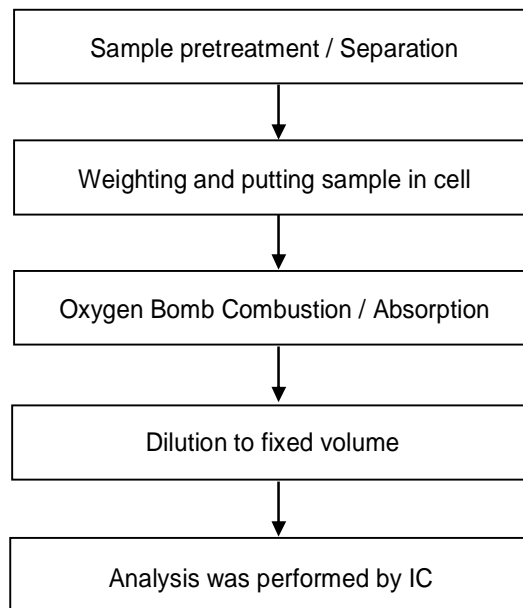 Sample pretreatment / Separation
Weighting and putting sample in cell
Oxygen Bomb Combustion / Absorption
Dilution to fixed volume
Analysis was performed by IC